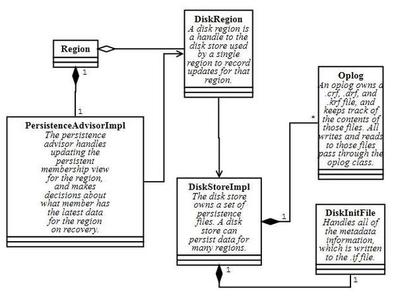 DiskRegion
A disk region is
a handle to the
disk store used
by a single
region to record
updates for that
region.
Region
1
1
PersistenceAdvisorImpl
The persistence
advisor handles
updating the
persistent
membership view
for the region,
and makes
decisions about
what member has
the latest data
for the region
on recovery.
Oplog
An oplog owns a
.crf, .drf, and
.krf file, and
keeps track of
the contents of
those files. All
writes and reads
to those files
pass through the
oplog class.
*
1
DiskStoreImpl
The disk store
owns a set of
persistence
files. A disk
store can
persist data for
many regions.
DiskInitFile
Handles all of
the metadata
information,
which is written
to the .if file.
1
1